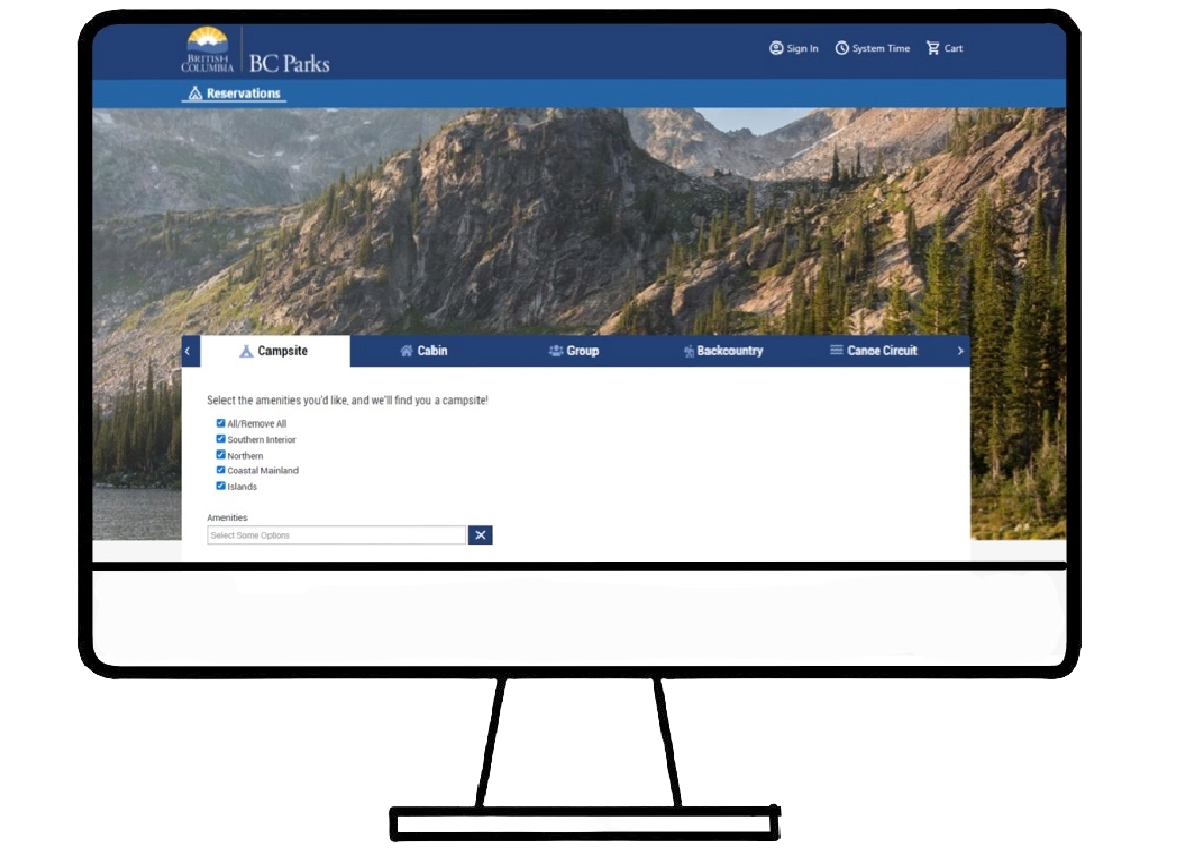 BRITISH
COLUMBIA
BC Parks
Sign In
System Time
Cart
Reservations
Campsite
Cabin
Group
Backcountry
Canoe Circuit
Select the amenities you'd like, and we'll find you a campsite!
All/Remove All
Southern Interior
Northern
Coastal Mainland
Islands
Amenities
Select Some Options